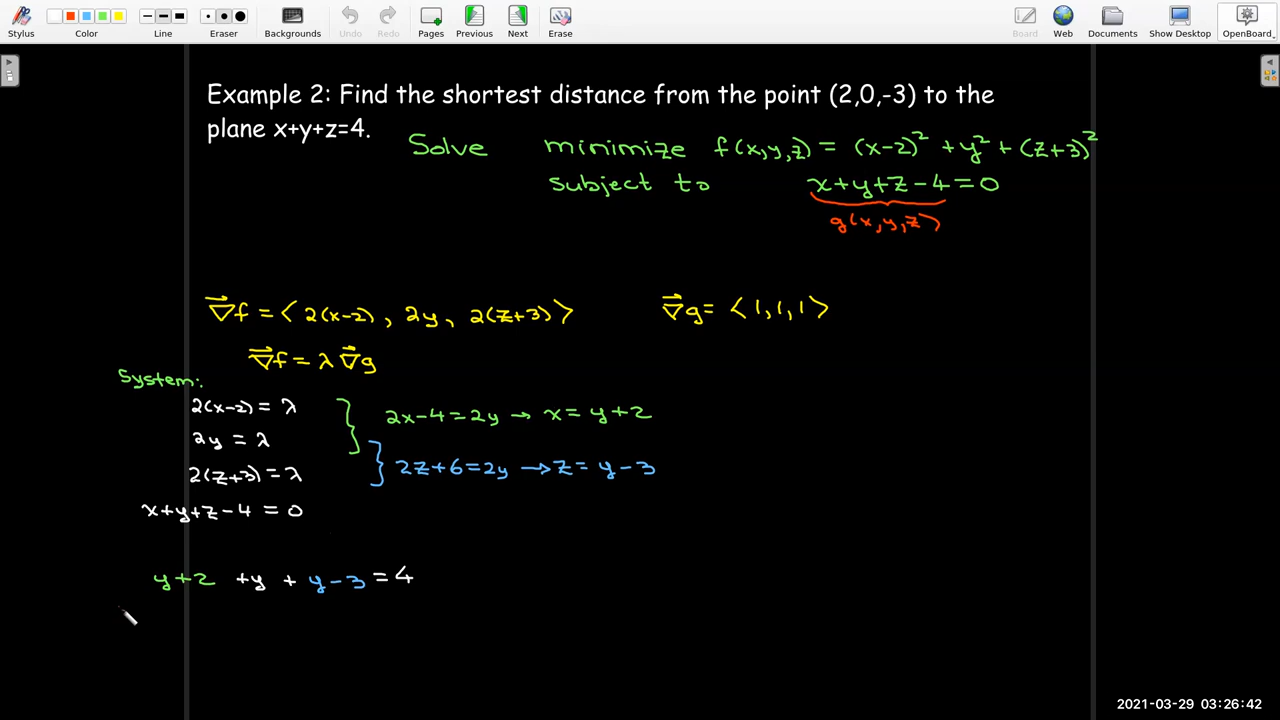 Stylus Color Line Eraser Backgrounds Undo Redo Pages Previous Next Erase Board Web Documents Show Desktop OpenBoard
Example 2: Find the shortest distance from the point (2,0,-3) to the
plane x+y+z=4.
Solve minimize f(x,y,z) = (x-2)² + y² + (z+3)²
subject to x+y+z-4=0
g(x,y,z)
∇⃗f = ⟨2(x-2), 2y, 2(z+3)⟩ ∇⃗g = ⟨1,1,1⟩
∇⃗f = λ ∇⃗g
System:
2(x-2) = λ
2x-4=2y → x = y+2
2y = λ
2(z+3) = λ
2z+6=2y → z = y-3
x+y+z-4 = 0
y+2 +y + y-3 = 4
2021-03-29 03:26:42